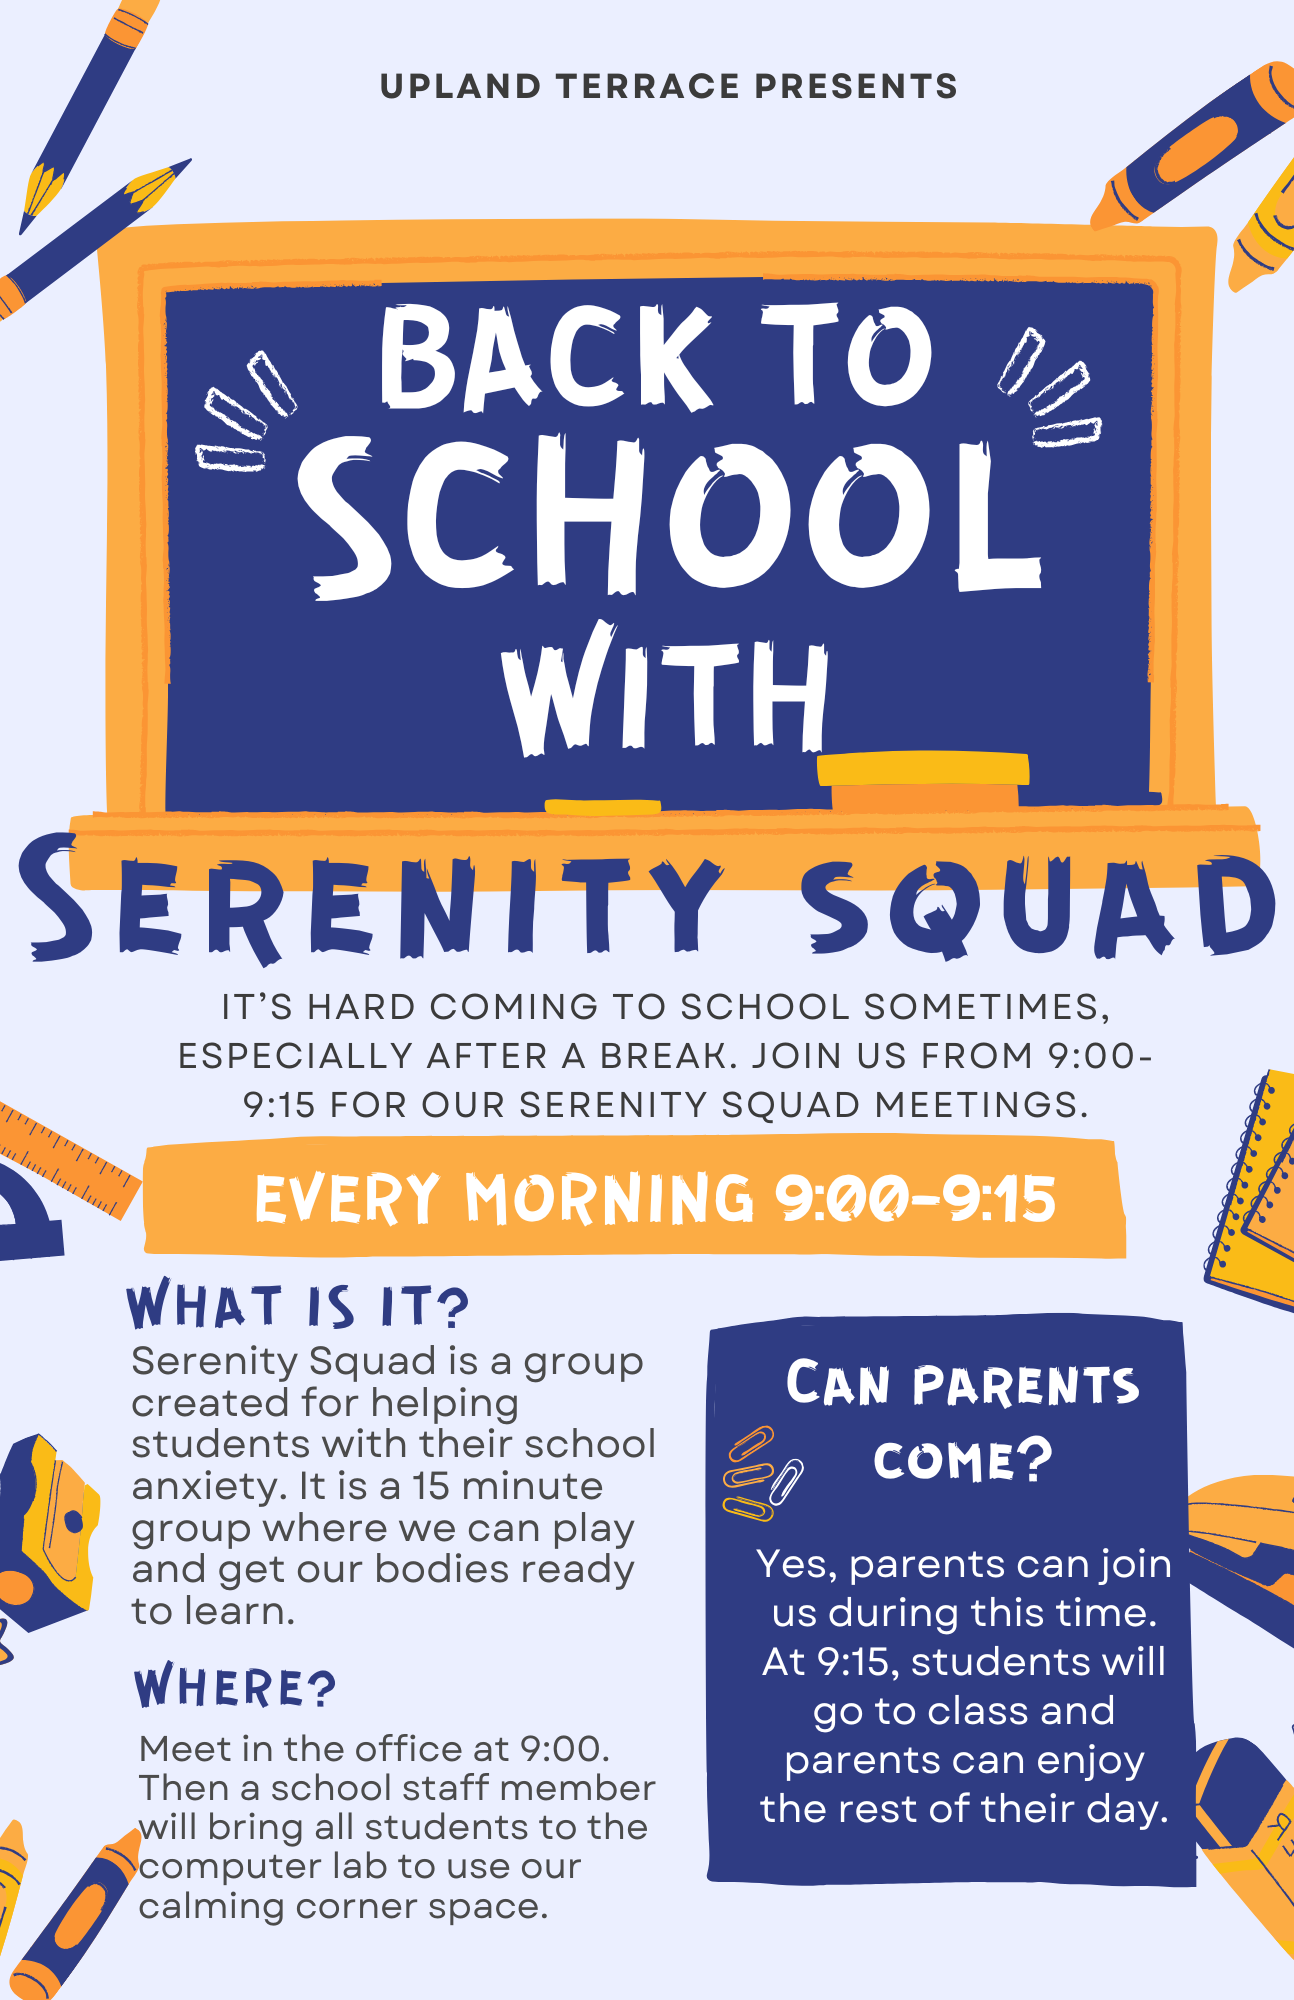 UPLAND TERRACE PRESENTS
BACK TO
SCHOOL
WITH
SERENITY SQUAD
IT’S HARD COMING TO SCHOOL SOMETIMES,
ESPECIALLY AFTER A BREAK. JOIN US FROM 9:00-
9:15 FOR OUR SERENITY SQUAD MEETINGS.
EVERY MORNING 9:00-9:15
WHAT IS IT?
Serenity Squad is a group
created for helping
students with their school
anxiety. It is a 15 minute
group where we can play
and get our bodies ready
to learn.
WHERE?
Meet in the office at 9:00.
Then a school staff member
will bring all students to the
computer lab to use our
calming corner space.
CAN PARENTS
COME?
Yes, parents can join
us during this time.
At 9:15, students will
go to class and
parents can enjoy
the rest of their day.